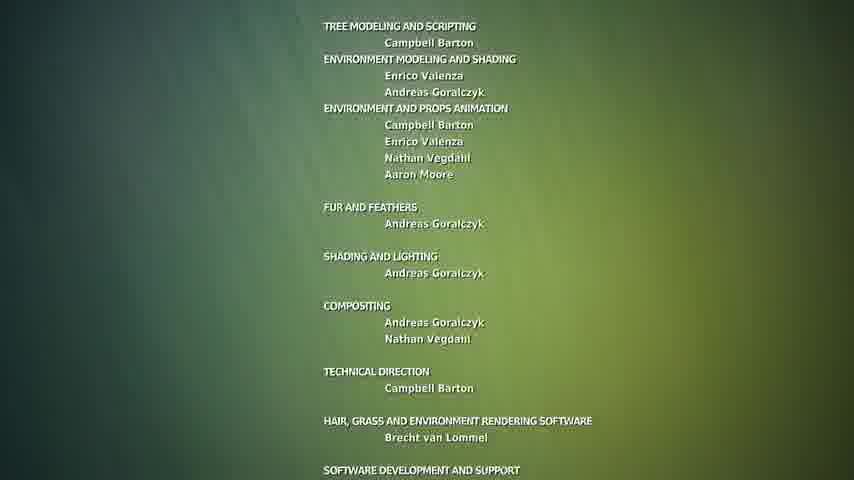 TREE MODELING AND SCRIPTING
Campbell Barton
ENVIRONMENT MODELING AND SHADING
Enrico Valenza
Andreas Goralczyk
ENVIRONMENT AND PROPS ANIMATION
Campbell Barton
Enrico Valenza
Nathan Vegdahl
Aaron Moore
FUR AND FEATHERS
Andreas Goralczyk
SHADING AND LIGHTING
Andreas Goralczyk
COMPOSITING
Andreas Goralczyk
Nathan Vegdahl
TECHNICAL DIRECTION
Campbell Barton
HAIR, GRASS AND ENVIRONMENT RENDERING SOFTWARE
Brecht van Lommel
SOFTWARE DEVELOPMENT AND SUPPORT